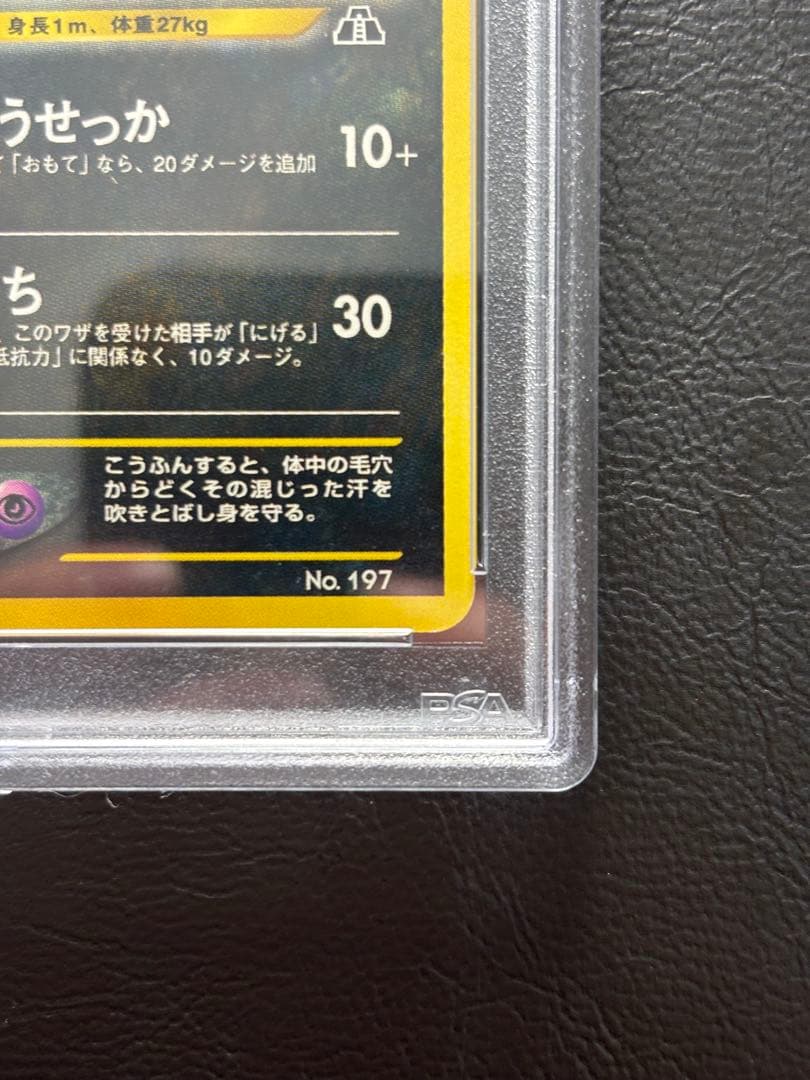 身長1m、体重27kg
うせっか
「おもて」なら、20ダメージを追加
10+
ち
このワザを受けた相手が「にげる」
30
抵抗力」に関係なく、10ダメージ。
こうふんすると、体中の毛穴
からどくその混じった汗を
吹きとばし身を守る。
No. 197
PSA